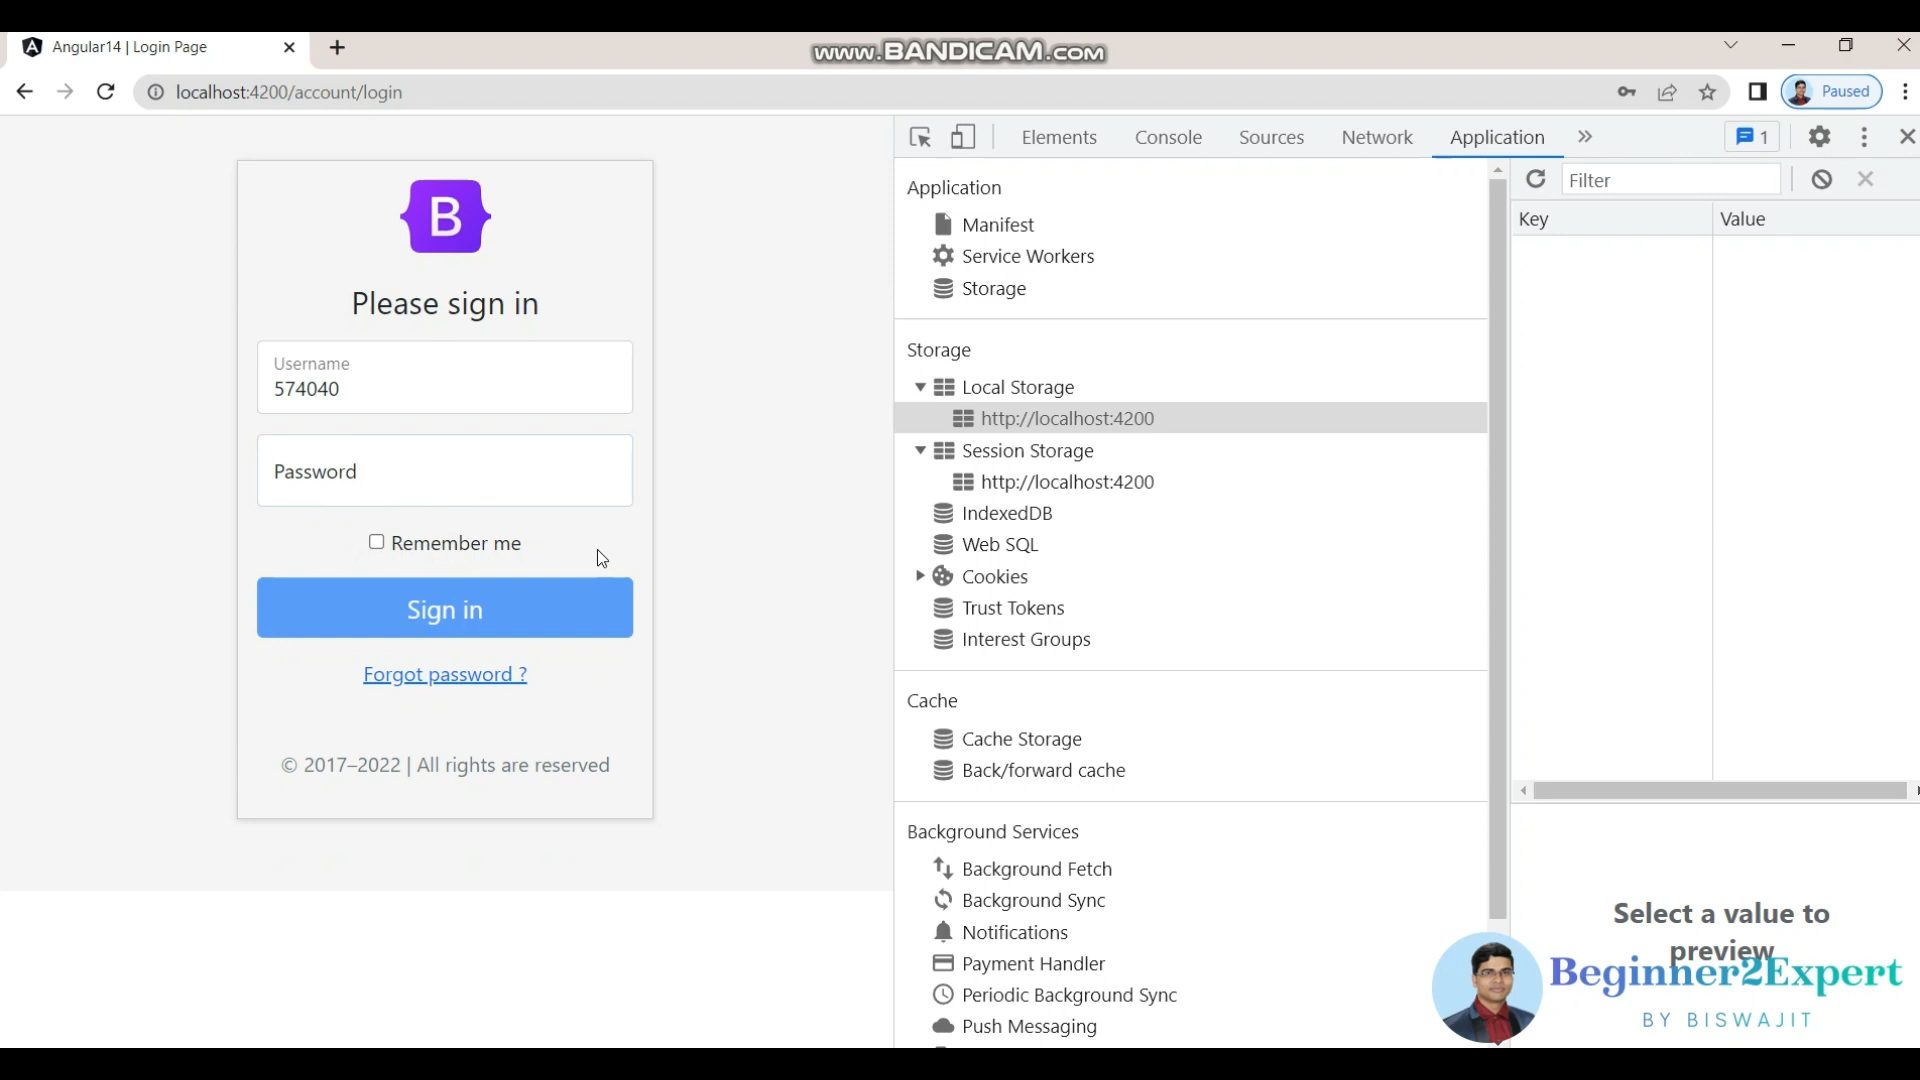 Angular14 | Login Page
www.BANDICAM.com
localhost:4200/account/login
Paused
B
Please sign in
Username
574040
Password
Remember me
Sign in
Forgot password ?
© 2017–2022 | All rights are reserved
Elements Console Sources Network Application
1
Application
Manifest
Service Workers
Storage
Storage
Local Storage
http://localhost:4200
Session Storage
http://localhost:4200
IndexedDB
Web SQL
Cookies
Trust Tokens
Interest Groups
Cache
Cache Storage
Back/forward cache
Background Services
Background Fetch
Background Sync
Notifications
Payment Handler
Periodic Background Sync
Push Messaging
Filter
Key Value
Select a value to
preview
Beginner2Expert
BY BISWAJIT